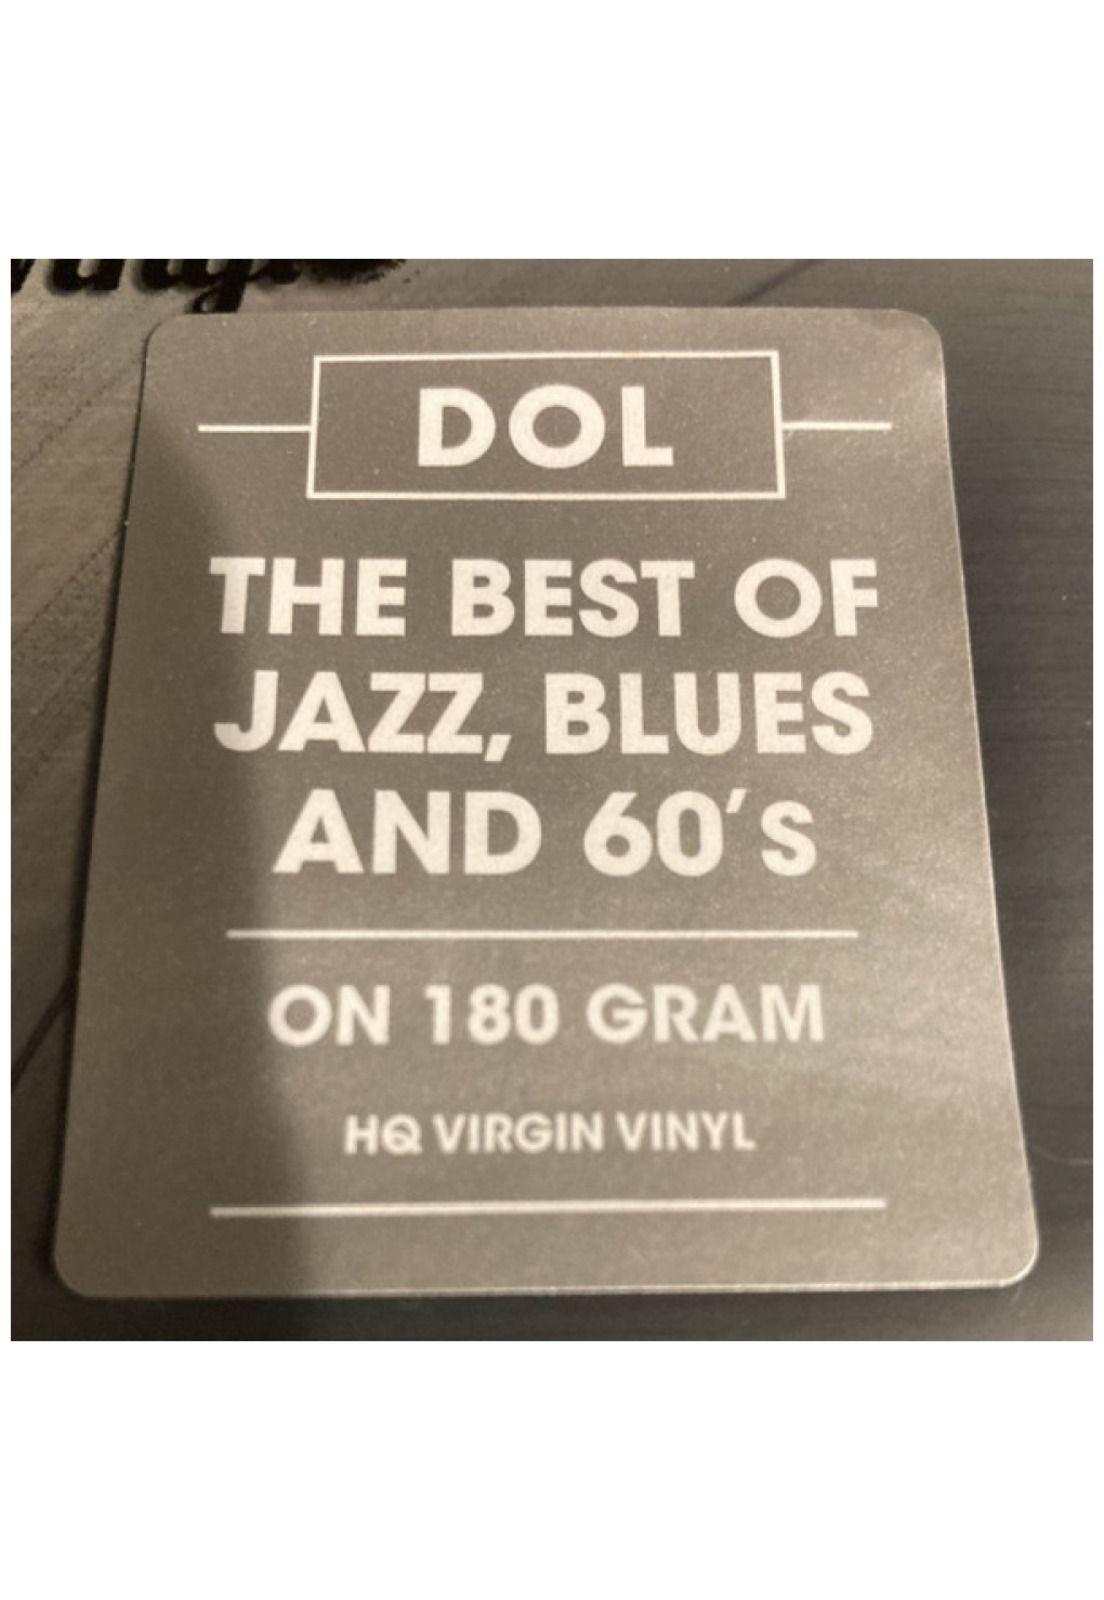 DOL
THE BEST OF
JAZZ, BLUES
AND 60's
ON 180 GRAM
HQ VIRGIN VINYL